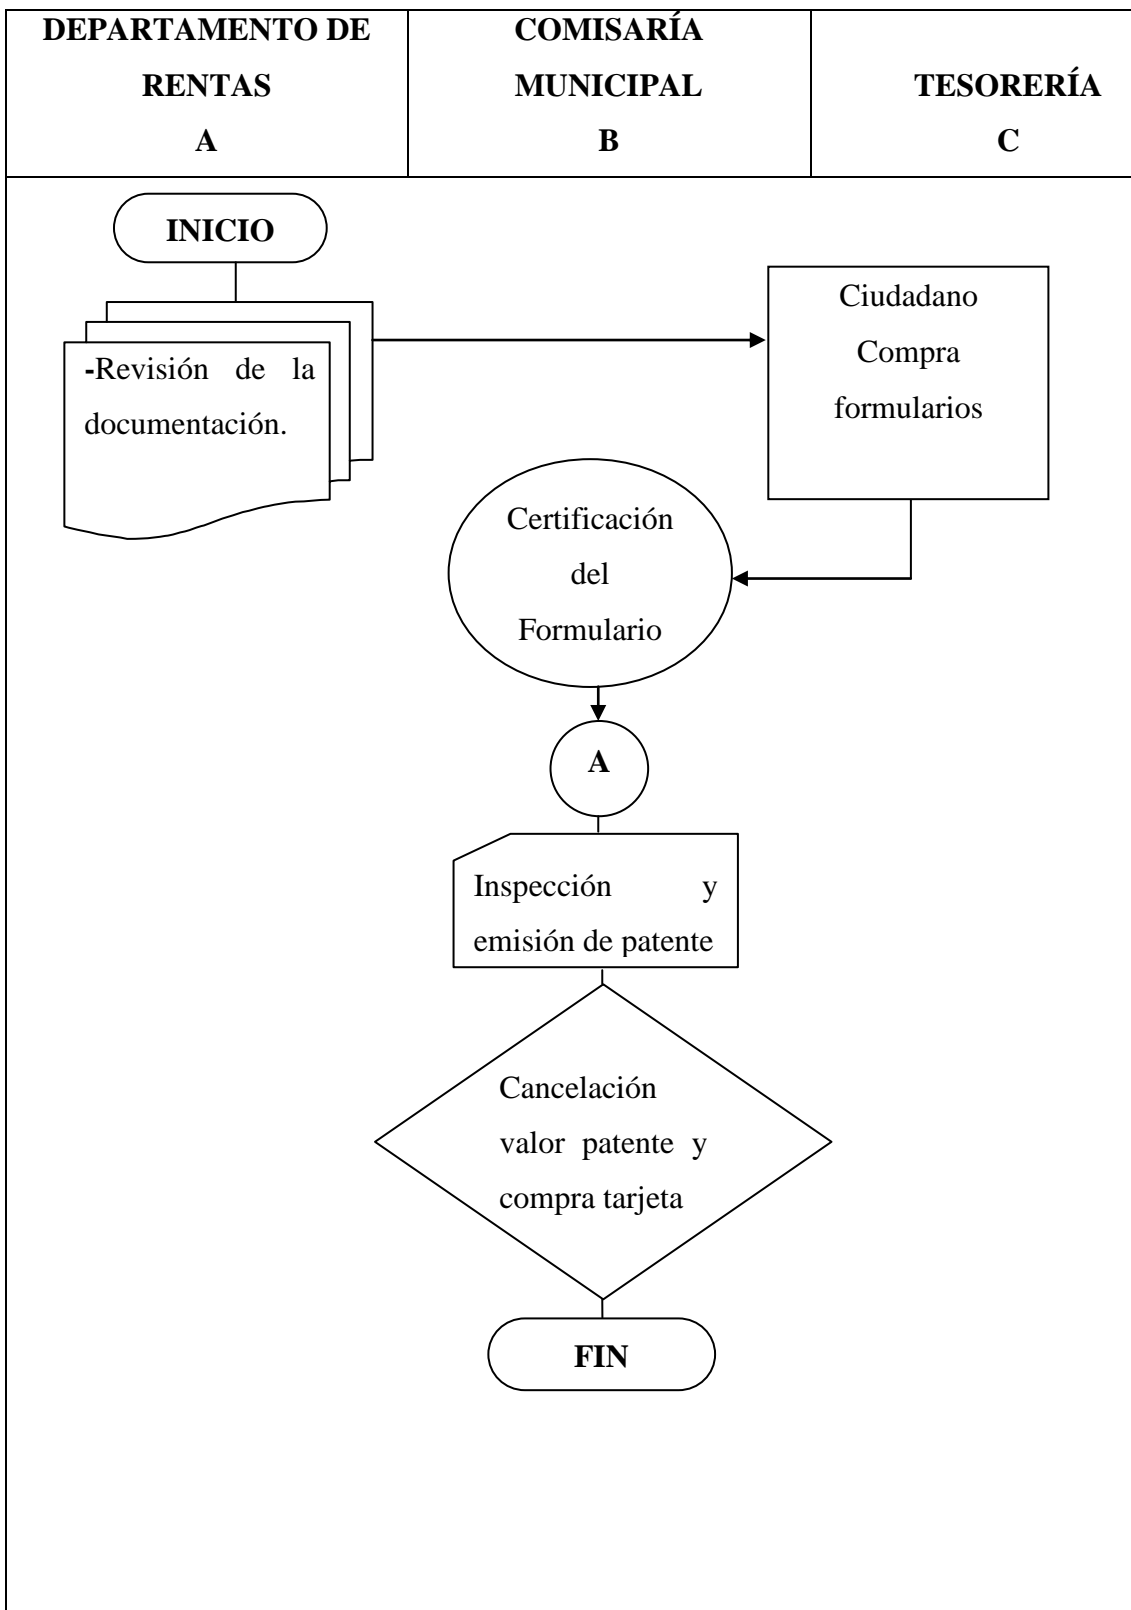 DEPARTAMENTO DE
RENTAS
A
COMISARÍA
MUNICIPAL
B
TESORERÍA
C
INICIO
-Revisión de la
documentación.
Ciudadano
Compra
formularios
Certificación
del
Formulario
A
Inspección y
emisión de patente
Cancelación
valor patente y
compra tarjeta
FIN